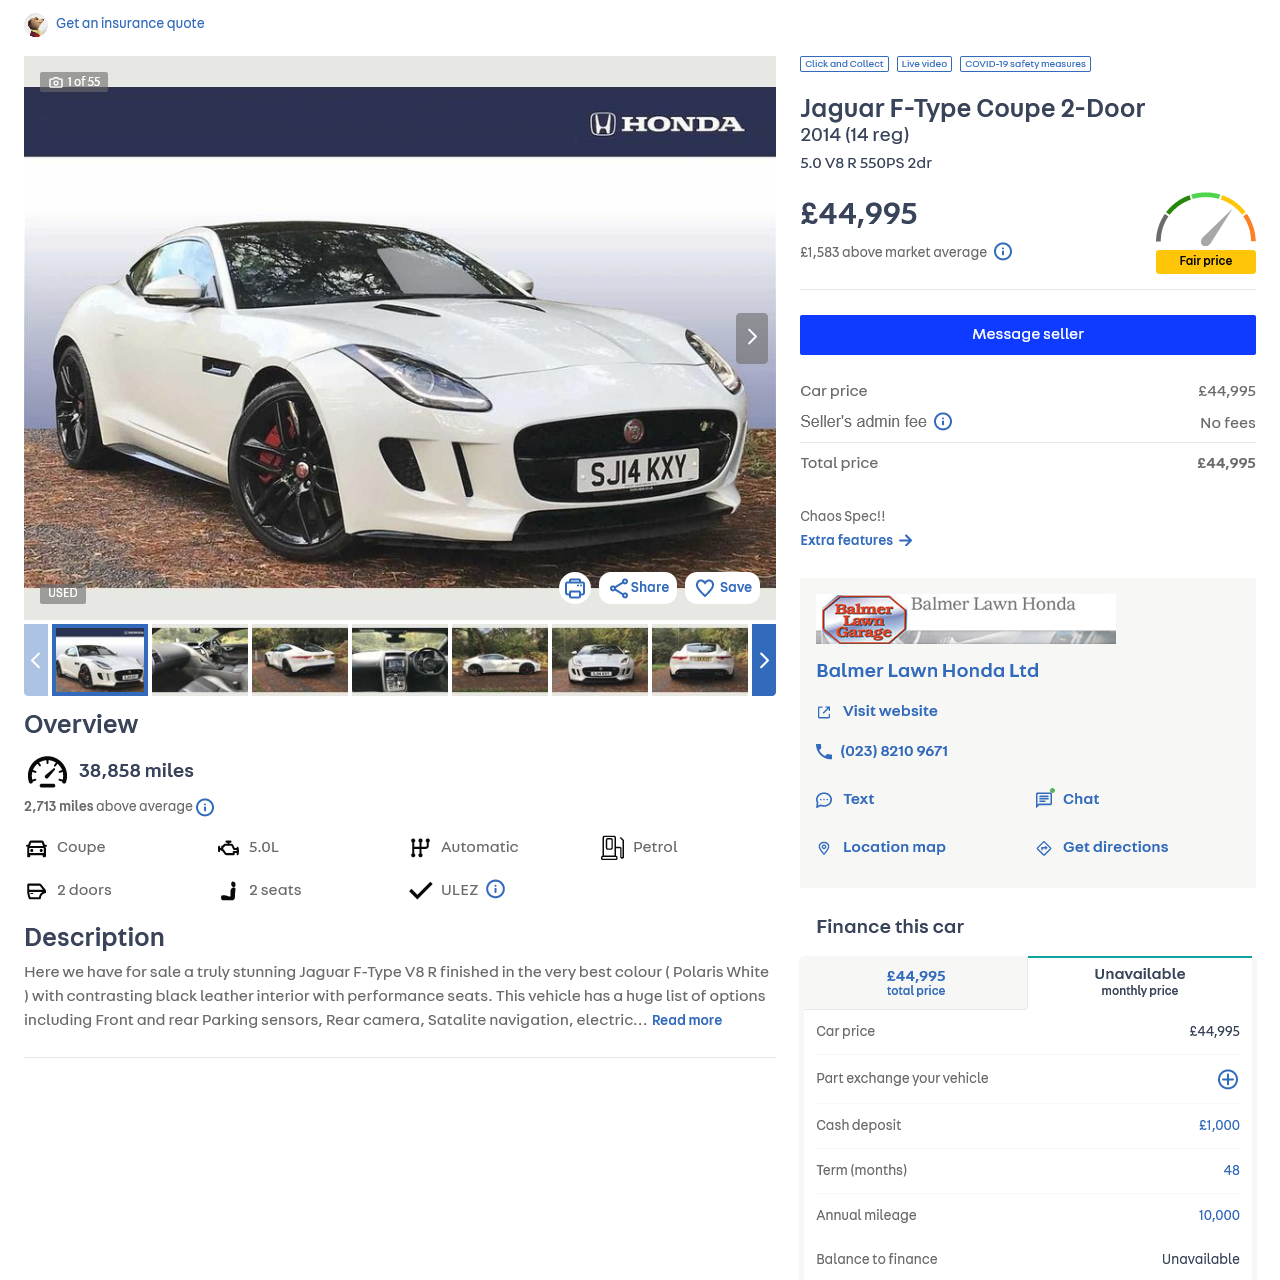 Get an insurance quote
1 of 55
HONDA
SJ14 KXY
USED
Share
Save
Click and Collect
Live video
COVID-19 safety measures
Jaguar F-Type Coupe 2-Door
2014 (14 reg)
5.0 V8 R 550PS 2dr
£44,995
£1,583 above market average
Fair price
Message seller
Car price £44,995
Seller's admin fee No fees
Total price £44,995
Chaos Spec!!
Extra features
Balmer Lawn Garage
Balmer Lawn Honda
Balmer Lawn Honda Ltd
Visit website
(023) 8210 9671
Text
Chat
Location map
Get directions
Overview
38,858 miles
2,713 miles above average
Coupe
5.0L
Automatic
Petrol
2 doors
2 seats
ULEZ
Description
Here we have for sale a truly stunning Jaguar F-Type V8 R finished in the very best colour ( Polaris White
) with contrasting black leather interior with performance seats. This vehicle has a huge list of options
including Front and rear Parking sensors, Rear camera, Satalite navigation, electric... Read more
Finance this car
£44,995
total price
Unavailable
monthly price
Car price £44,995
Part exchange your vehicle
Cash deposit £1,000
Term (months) 48
Annual mileage 10,000
Balance to finance Unavailable